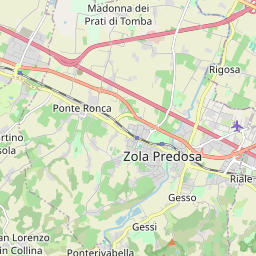 Madonna dei
Prati di Tomba
Rigosa
Ponte Ronca
rtino
sola
Zola Predosa
Riale
Gesso
Gessi
an Lorenzo
in Collina
Ponterivabella